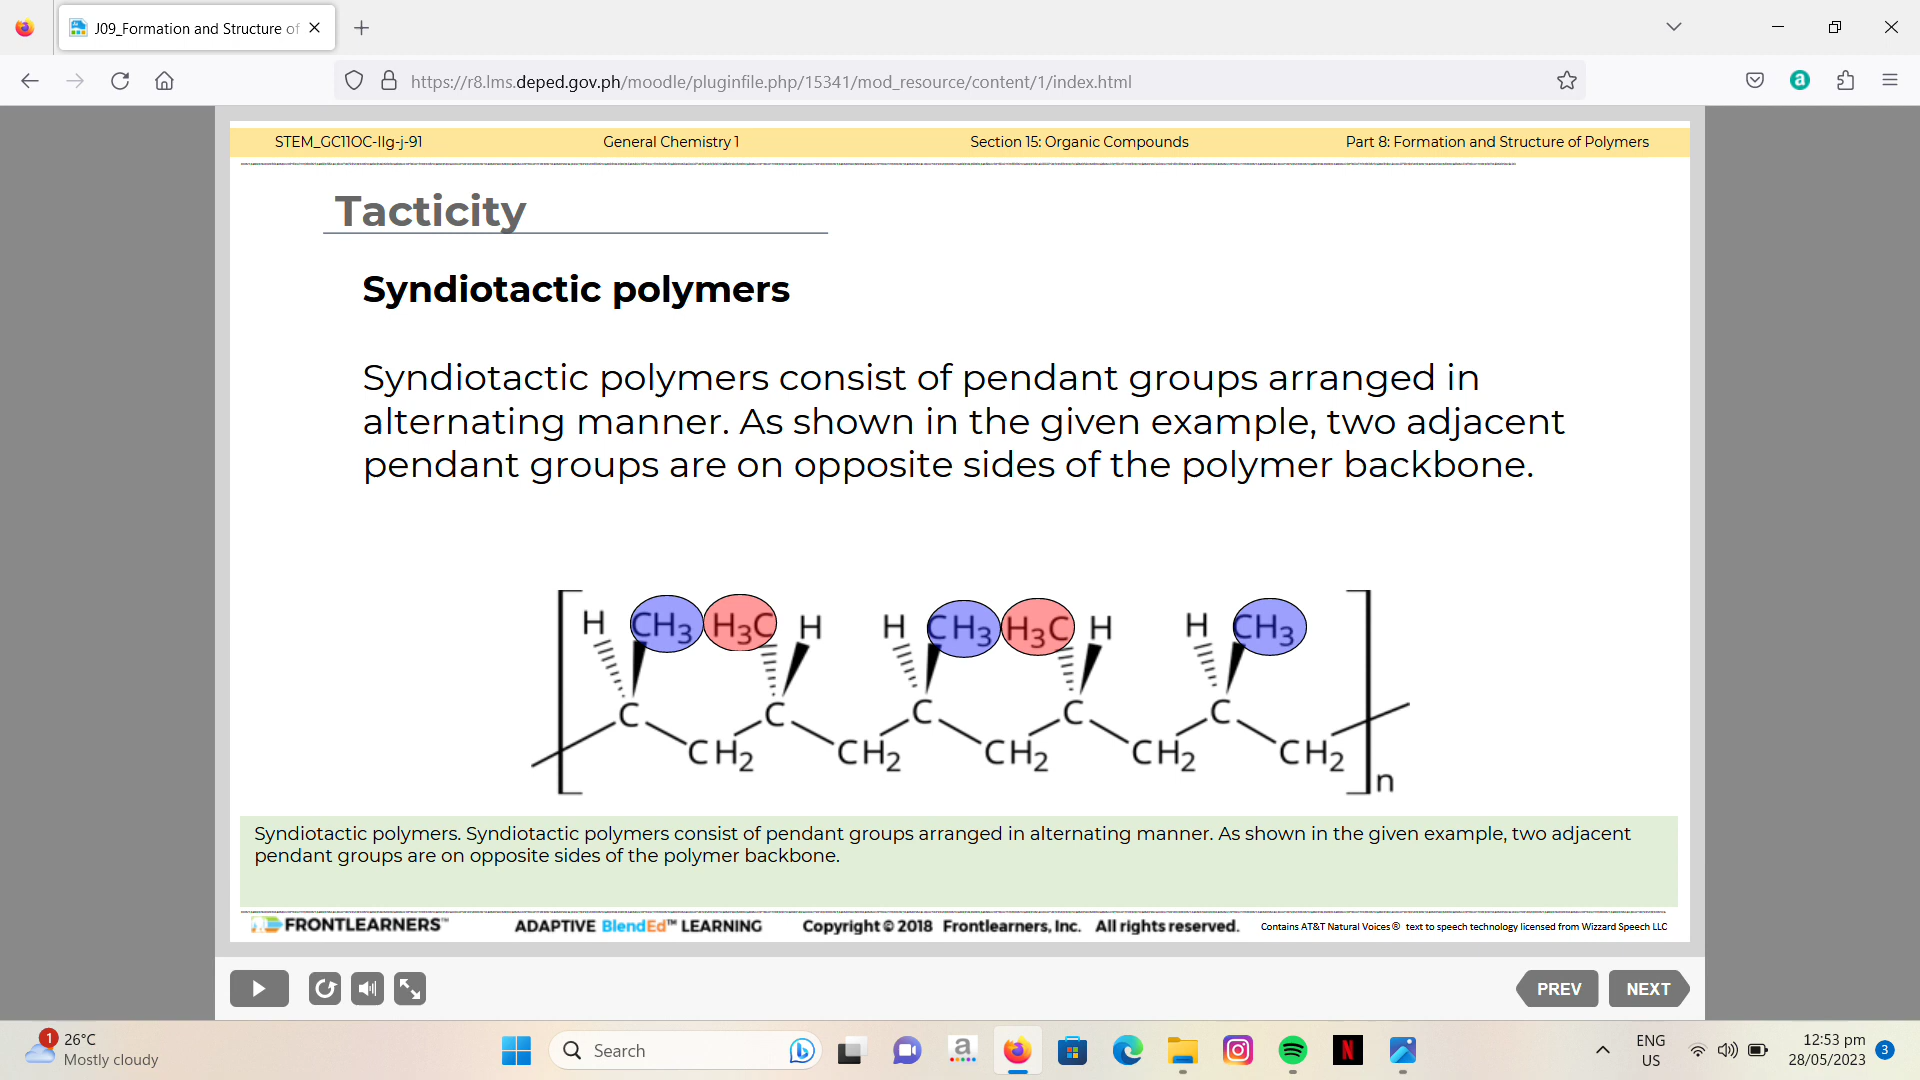 J09_Formation and Structure of
https://r8.lms.deped.gov.ph/moodle/pluginfile.php/15341/mod_resource/content/1/index.html
a
STEM_GC11OC-IIg-j-91 General Chemistry 1 Section 15: Organic Compounds Part 8: Formation and Structure of Polymers
Tacticity
Syndiotactic polymers
Syndiotactic polymers consist of pendant groups arranged in
alternating manner. As shown in the given example, two adjacent
pendant groups are on opposite sides of the polymer backbone.
H CH3 H3C H H CH3 H3C H H CH3
C C C C C
CH2 CH2 CH2 CH2 CH2
n
Syndiotactic polymers. Syndiotactic polymers consist of pendant groups arranged in alternating manner. As shown in the given example, two adjacent
pendant groups are on opposite sides of the polymer backbone.
FRONTLEARNERS™ ADAPTIVE BlendEd™ LEARNING Copyright © 2018 Frontlearners, Inc. All rights reserved. Contains AT&T Natural Voices® text to speech technology licensed from Wizzard Speech LLC
PREV NEXT
1 26°C
Mostly cloudy
Search
a
N
ENG
US
12:53 pm
28/05/2023
3